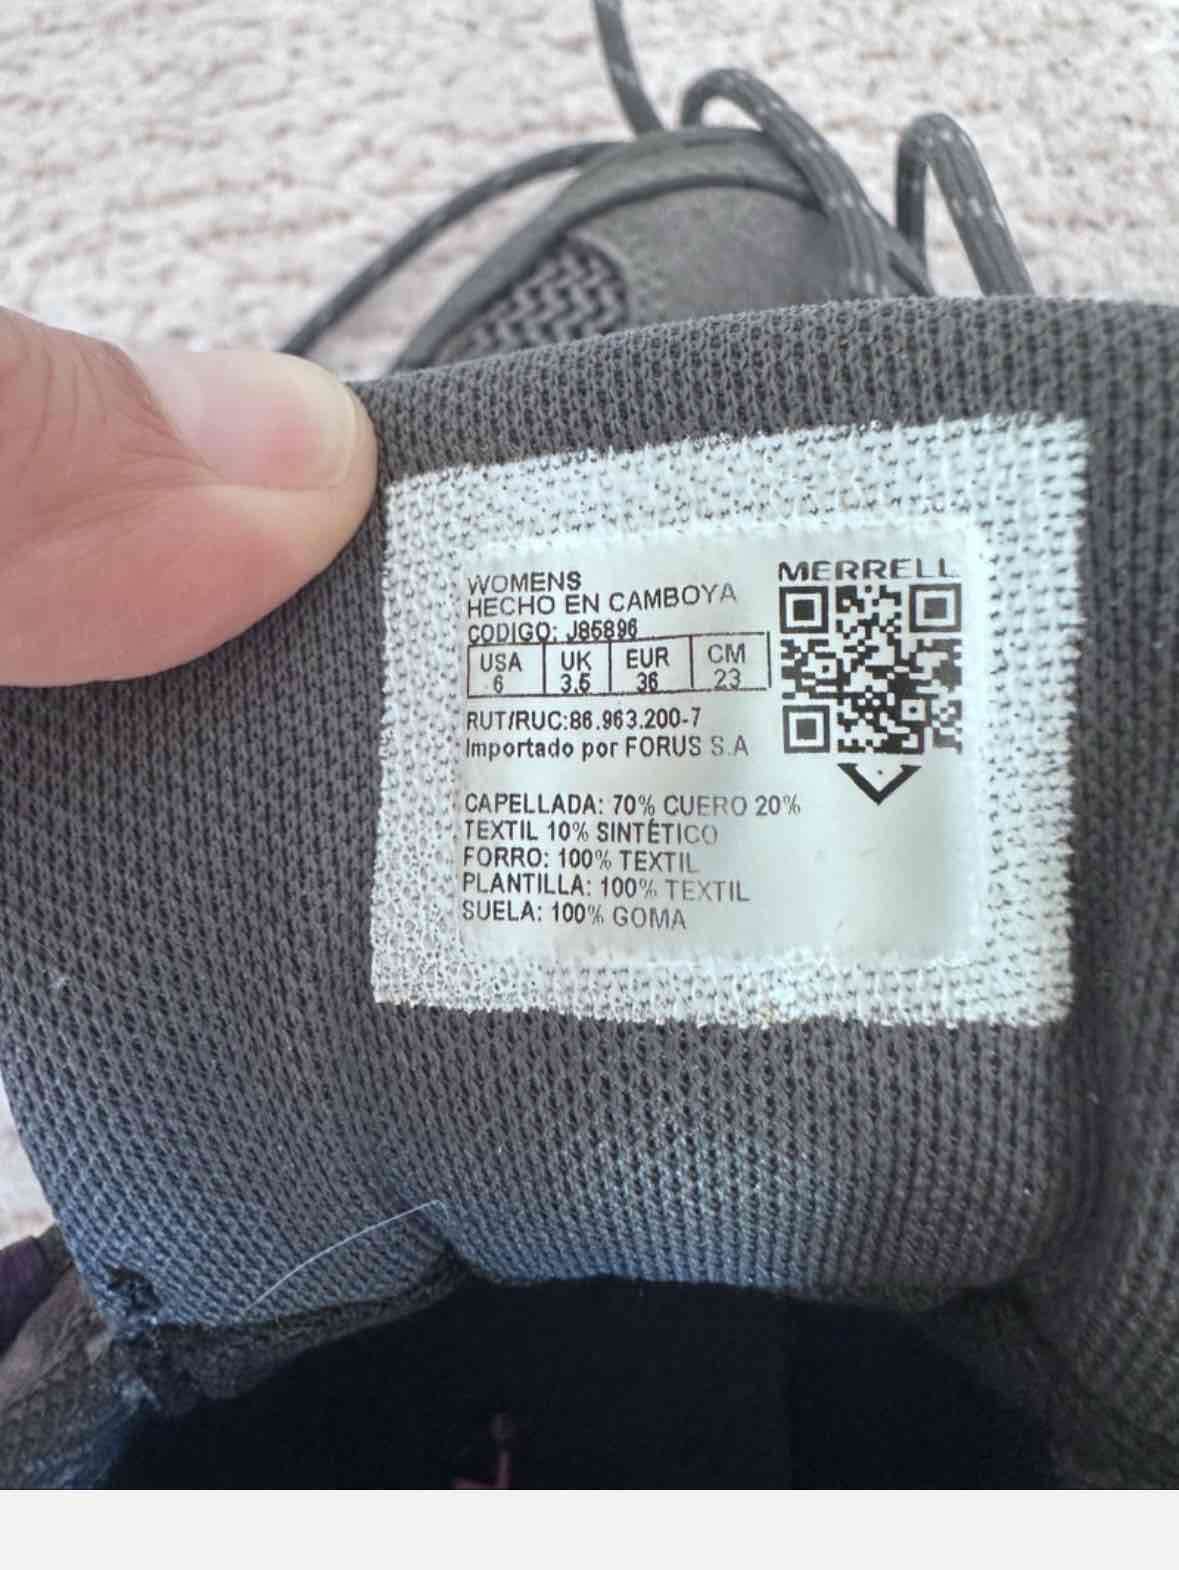 WOMENS
HECHO EN CAMBOYA
CODIGO: J85896
USA UK EUR CM
6 3.5 36 23
RUT/RUC:86.963.200-7
Importado por FORUS S.A
CAPELLADA: 70% CUERO 20%
TEXTIL 10% SINTÉTICO
FORRO: 100% TEXTIL
PLANTILLA: 100% TEXTIL
SUELA: 100% GOMA
MERRELL